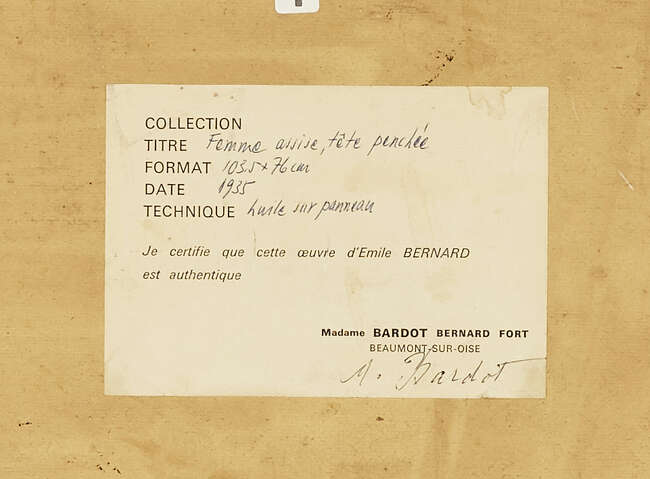 COLLECTION
TITRE Femme assise, tête penchée
FORMAT 103.5 x 76 cm
DATE 1935
TECHNIQUE huile sur panneau
Je certifie que cette œuvre d'Emile BERNARD
est authentique
Madame BARDOT BERNARD FORT
BEAUMONT-SUR-OISE
M. Bardot